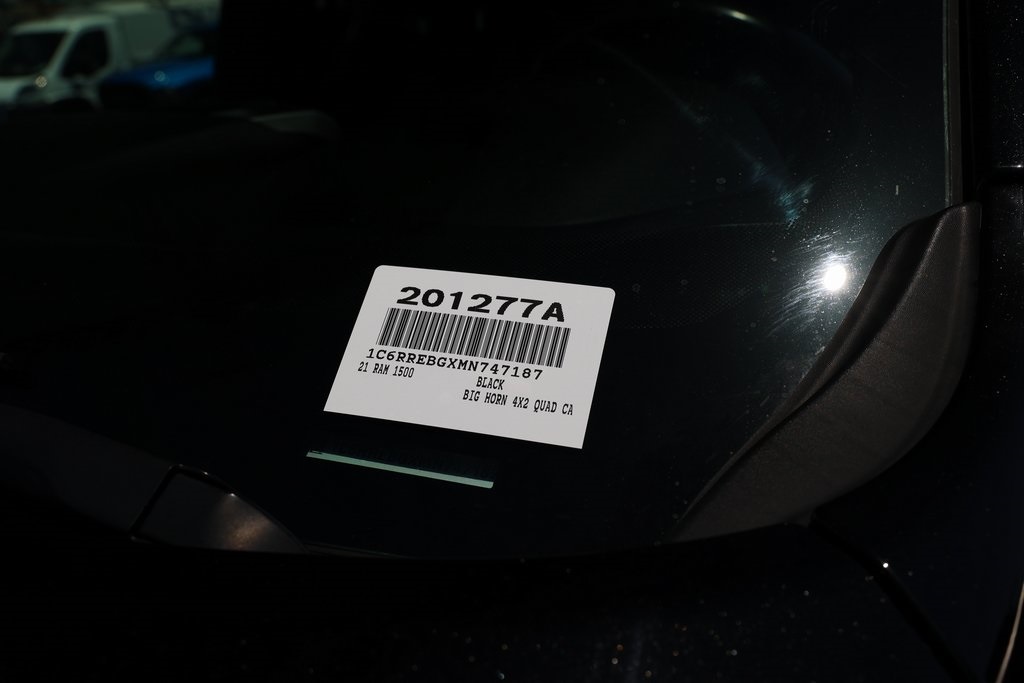 201277A
1C6RREBGXMN747187
21 RAM 1500
BLACK
BIG HORN 4X2 QUAD CA